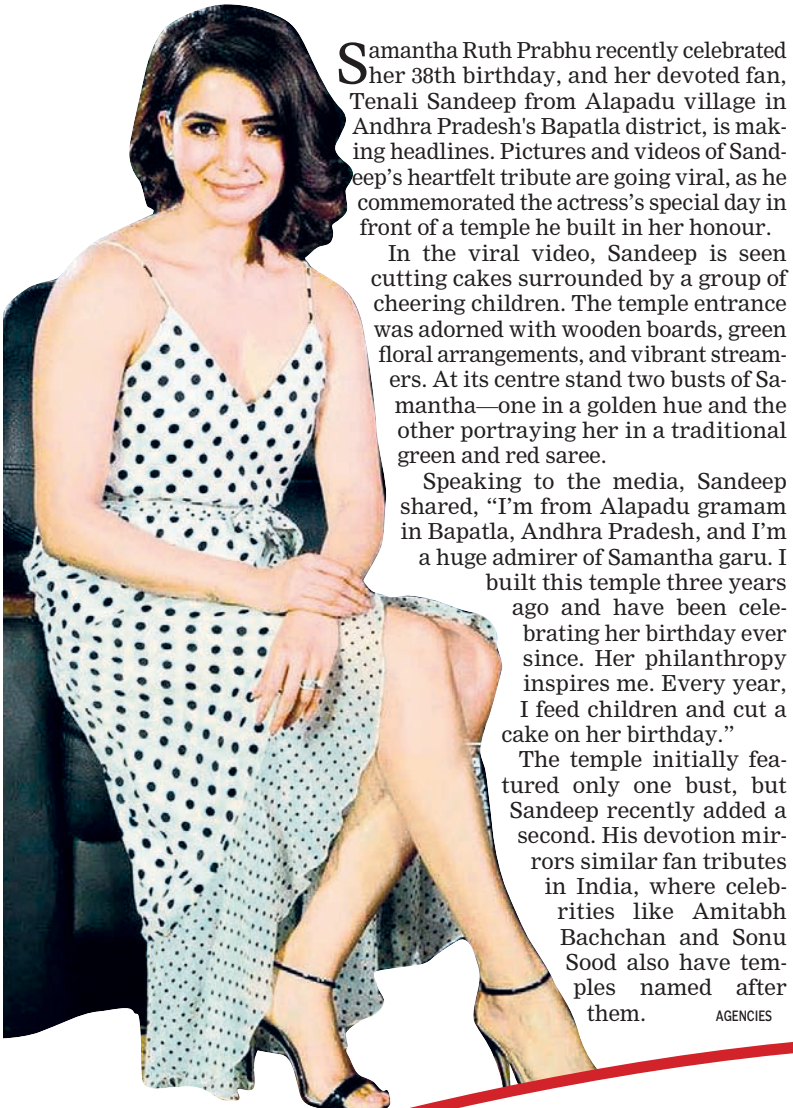 Samantha Ruth Prabhu recently celebrated
her 38th birthday, and her devoted fan,
Tenali Sandeep from Alapadu village in
Andhra Pradesh's Bapatla district, is mak-
ing headlines. Pictures and videos of Sand-
eep’s heartfelt tribute are going viral, as he
commemorated the actress’s special day in
front of a temple he built in her honour.
In the viral video, Sandeep is seen
cutting cakes surrounded by a group of
cheering children. The temple entrance
was adorned with wooden boards, green
floral arrangements, and vibrant stream-
ers. At its centre stand two busts of Sa-
mantha—one in a golden hue and the
other portraying her in a traditional
green and red saree.
Speaking to the media, Sandeep
shared, “I’m from Alapadu gramam
in Bapatla, Andhra Pradesh, and I’m
a huge admirer of Samantha garu. I
built this temple three years
ago and have been cele-
brating her birthday ever
since. Her philanthropy
inspires me. Every year,
I feed children and cut a
cake on her birthday.”
The temple initially fea-
tured only one bust, but
Sandeep recently added a
second. His devotion mir-
rors similar fan tributes
in India, where celeb-
rities like Amitabh
Bachchan and Sonu
Sood also have tem-
ples named after
them. AGENCIES